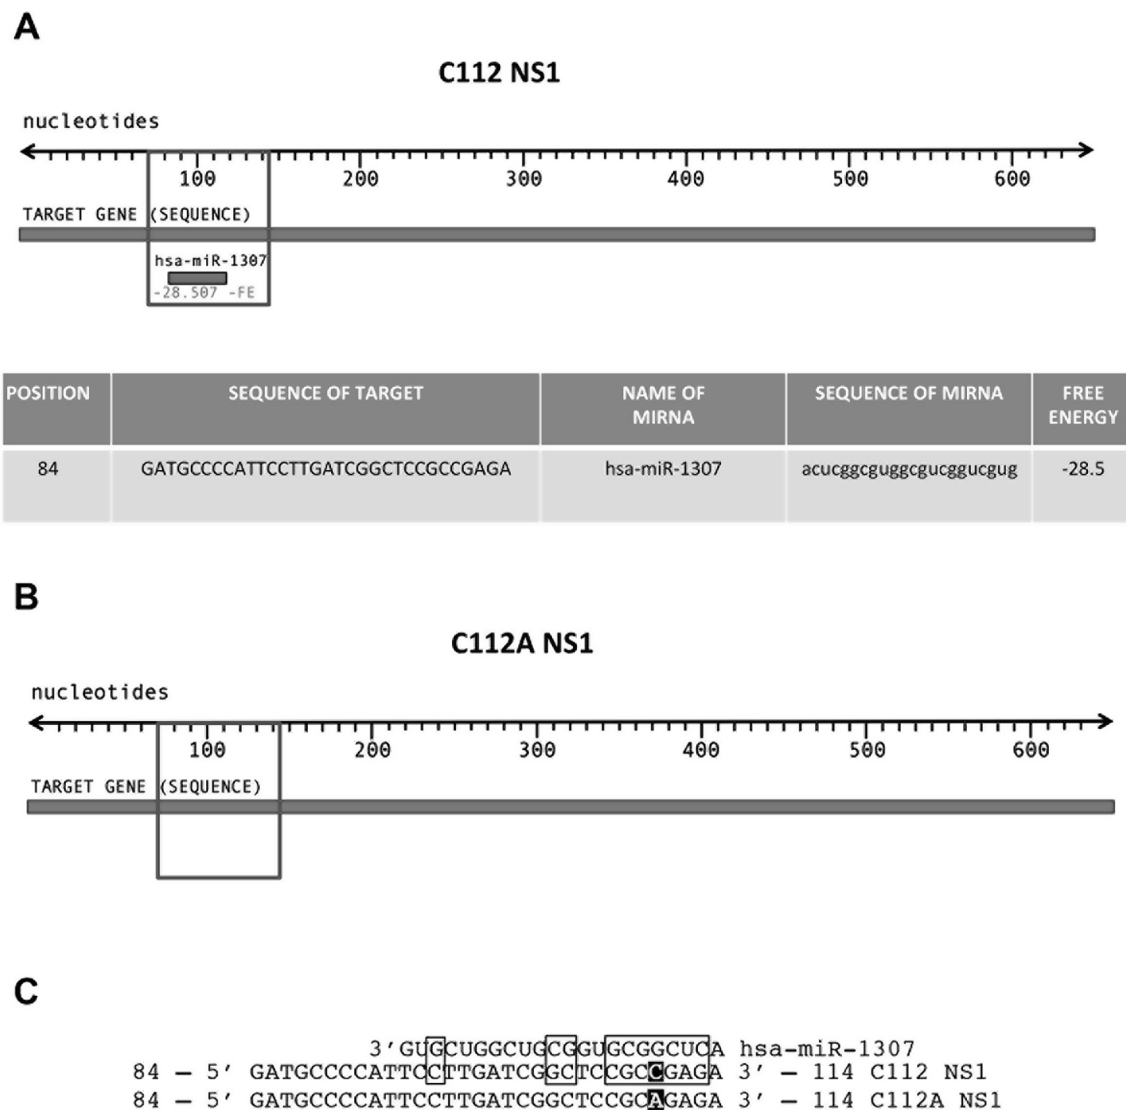 A
C112 NS1
nucleotides
100 200 300 400 500 600
TARGET GENE (SEQUENCE)
hsa-miR-1307
-28.507 -FE
POSITION SEQUENCE OF TARGET NAME OF MIRNA SEQUENCE OF MIRNA FREE ENERGY
84 GATGCCCCATTCCTTGATCGGCTCCGCCGAGA hsa-miR-1307 acucggcguggcgucggucgug -28.5
B
C112A NS1
nucleotides
100 200 300 400 500 600
TARGET GENE (SEQUENCE)
C
3’GUGCUGGCUGCGGUGCGGCUCA hsa-miR-1307
84 – 5’ GATGCCCCATTCCTTGATCGGCTCCGCCGAGA 3’ – 114 C112 NS1
84 – 5’ GATGCCCCATTCCTTGATCGGCTCCGCAGAGA 3’ – 114 C112A NS1